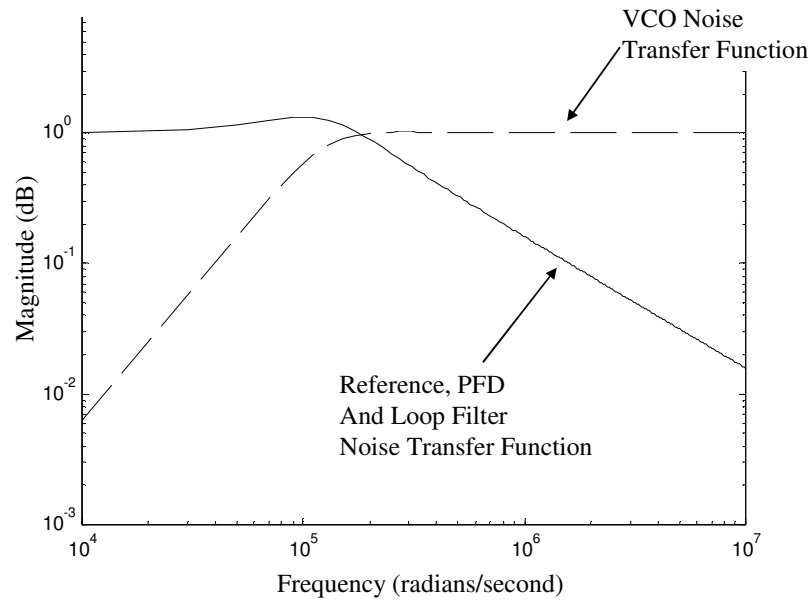 VCO Noise
Transfer Function
10^0
10^-1
10^-2
10^-3
Magnitude (dB)
Reference, PFD
And Loop Filter
Noise Transfer Function
10^4
10^5
10^6
10^7
Frequency (radians/second)